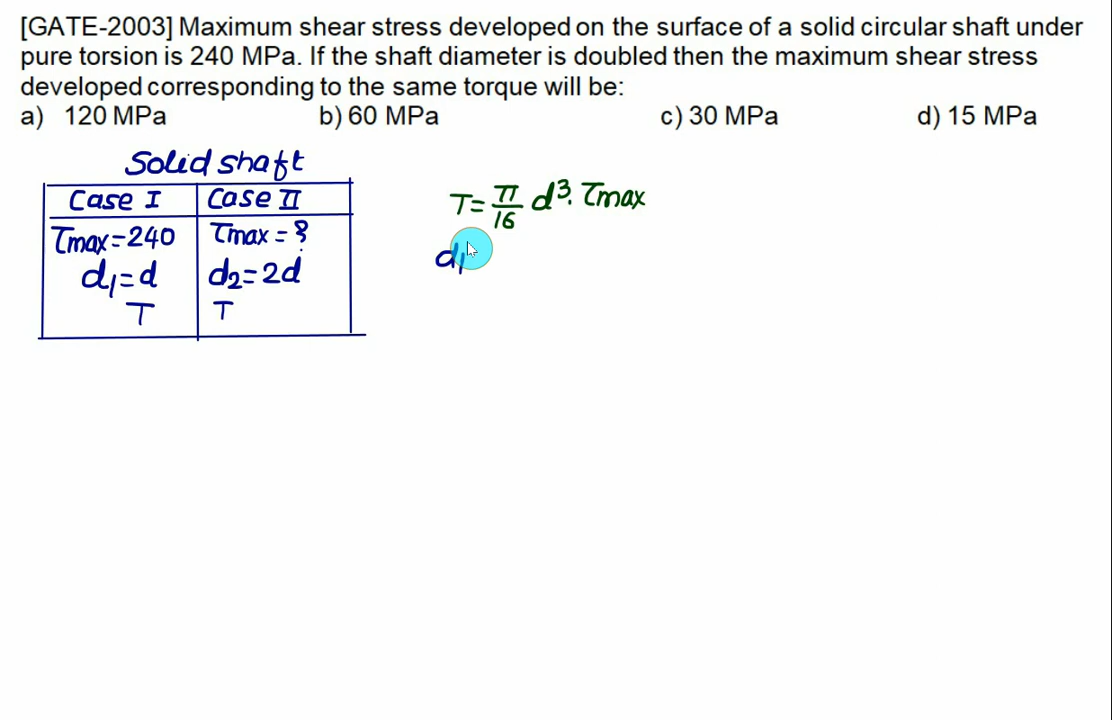 [GATE-2003] Maximum shear stress developed on the surface of a solid circular shaft under
pure torsion is 240 MPa. If the shaft diameter is doubled then the maximum shear stress
developed corresponding to the same torque will be:
a) 120 MPa b) 60 MPa c) 30 MPa d) 15 MPa
Solid shaft
Case I Case II
τmax=240 τmax = ?
d₁=d d₂=2d
T T
T= π/16 d³. τmax
d₁